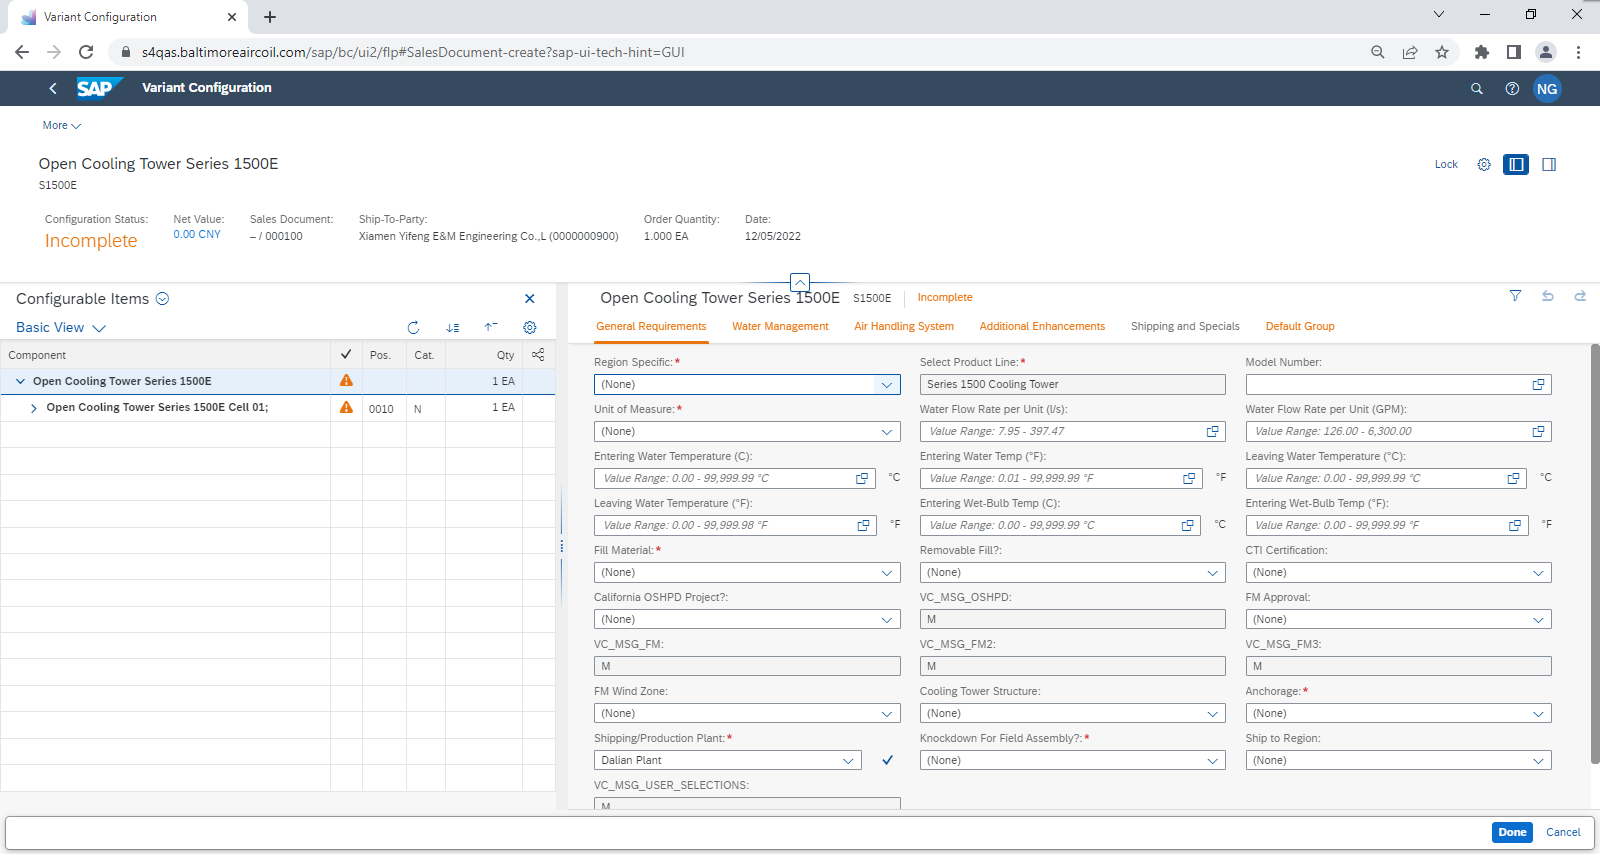 Variant Configuration
s4qas.baltimoreaircoil.com/sap/bc/ui2/flp#SalesDocument-create?sap-ui-tech-hint=GUI
SAP Variant Configuration NG
More
Open Cooling Tower Series 1500E
S1500E
Lock
Configuration Status: Net Value: Sales Document: Ship-To-Party: Order Quantity: Date:
Incomplete 0.00 CNY – / 000100 Xiamen Yifeng E&M Engineering Co.,L (0000000900) 1.000 EA 12/05/2022
Configurable Items
Basic View
Component Pos. Cat. Qty
Open Cooling Tower Series 1500E 1 EA
Open Cooling Tower Series 1500E Cell 01; 0010 N 1 EA
Open Cooling Tower Series 1500E S1500E Incomplete
General Requirements Water Management Air Handling System Additional Enhancements Shipping and Specials Default Group
Region Specific:* Select Product Line:* Model Number:
(None) Series 1500 Cooling Tower
Unit of Measure:* Water Flow Rate per Unit (l/s): Water Flow Rate per Unit (GPM):
(None) Value Range: 7.95 - 397.47 Value Range: 126.00 - 6,300.00
Entering Water Temperature (C): Entering Water Temp (°F): Leaving Water Temperature (°C):
Value Range: 0.00 - 99,999.99 °C °C Value Range: 0.01 - 99,999.99 °F °F Value Range: 0.00 - 99,999.99 °C °C
Leaving Water Temperature (°F): Entering Wet-Bulb Temp (C): Entering Wet-Bulb Temp (°F):
Value Range: 0.00 - 99,999.98 °F °F Value Range: 0.00 - 99,999.99 °C °C Value Range: 0.00 - 99,999.99 °F °F
Fill Material:* Removable Fill?: CTI Certification:
(None) (None) (None)
California OSHPD Project?: VC_MSG_OSHPD: FM Approval:
(None) M (None)
VC_MSG_FM: VC_MSG_FM2: VC_MSG_FM3:
M M M
FM Wind Zone: Cooling Tower Structure: Anchorage:*
(None) (None) (None)
Shipping/Production Plant:* Knockdown For Field Assembly?:* Ship to Region:
Dalian Plant (None) (None)
VC_MSG_USER_SELECTIONS:
M
Done Cancel